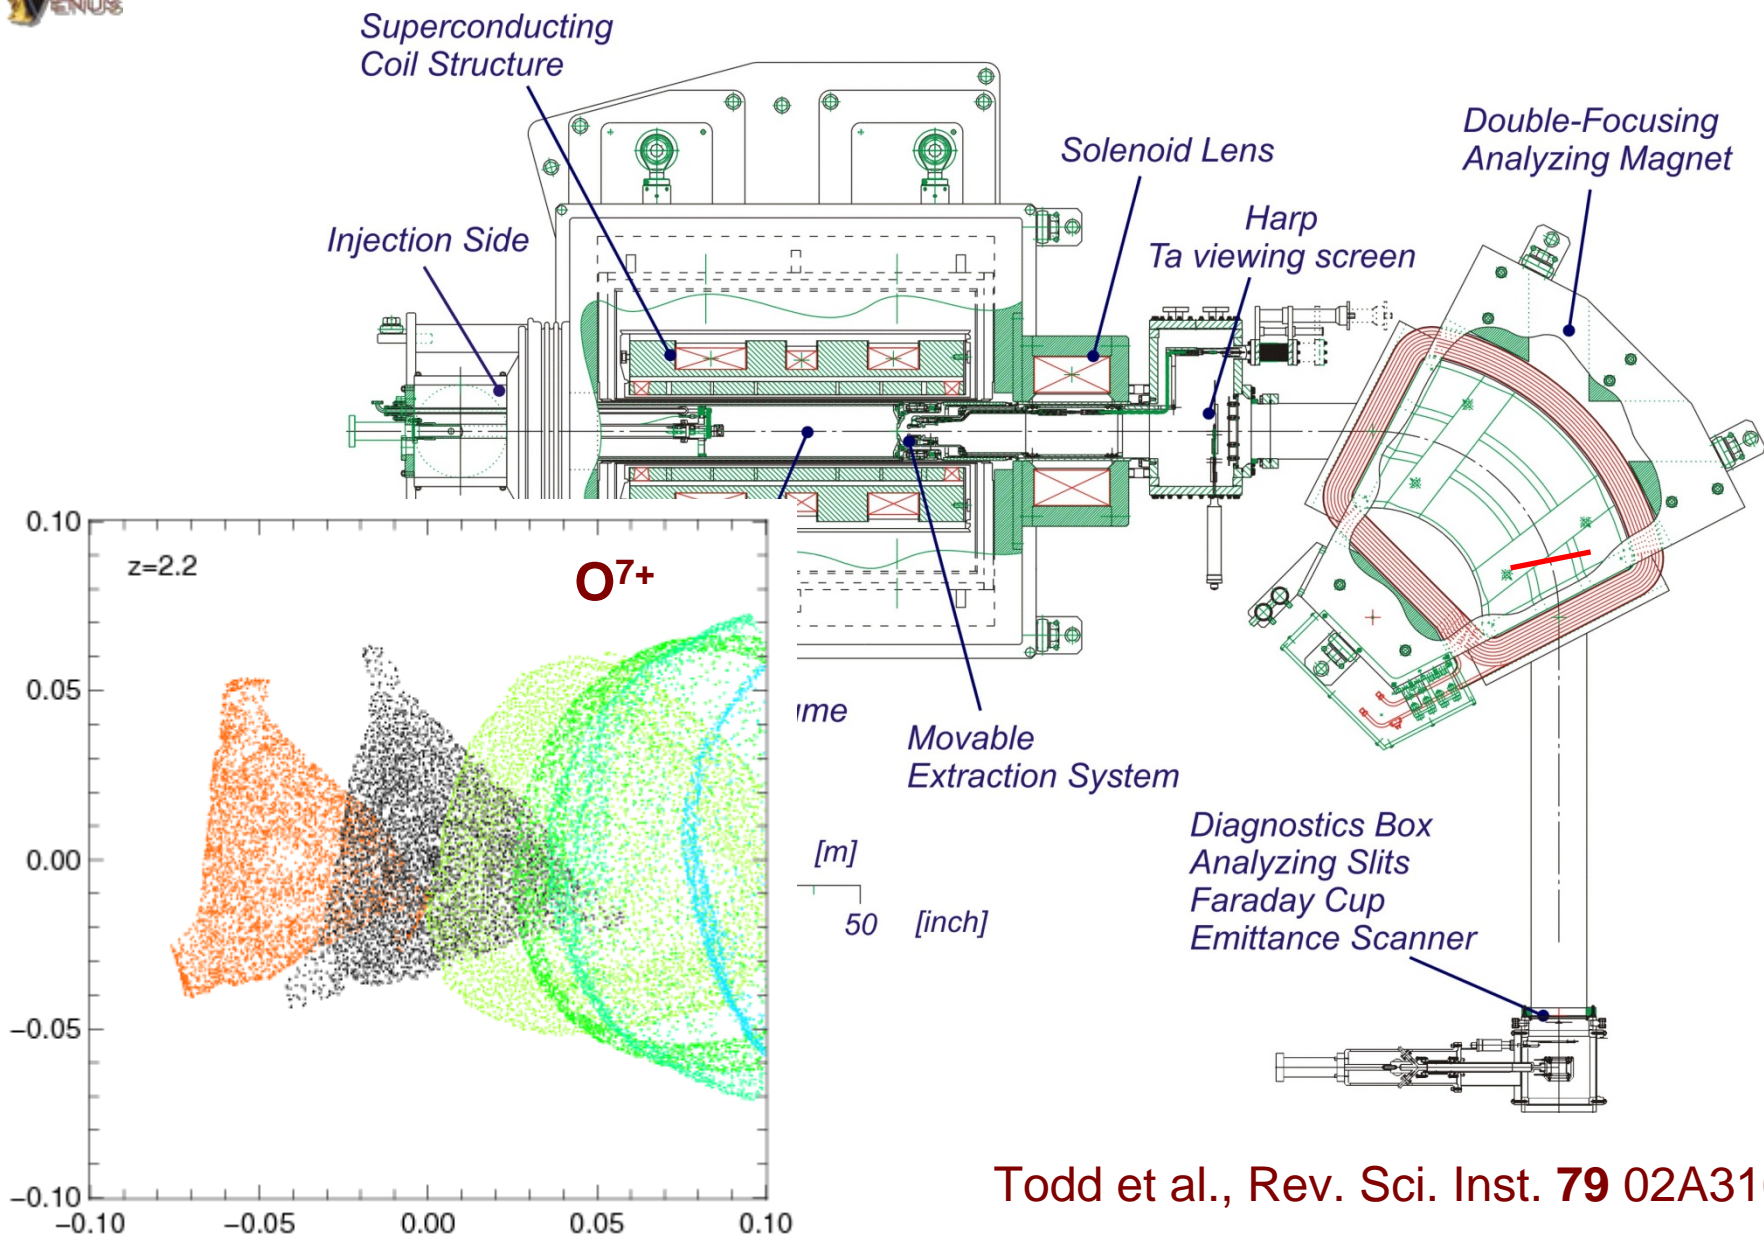 VENUS
Superconducting
Coil Structure
Double-Focusing
Analyzing Magnet
Solenoid Lens
Harp
Ta viewing screen
Injection Side
0.10
z=2.2
O7+
0.05
0.00
−0.05
−0.10
−0.10
−0.05
0.00
0.05
0.10
Movable
Extraction System
[m]
50
[inch]
Diagnostics Box
Analyzing Slits
Faraday Cup
Emittance Scanner
Todd et al., Rev. Sci. Inst. 79 02A31